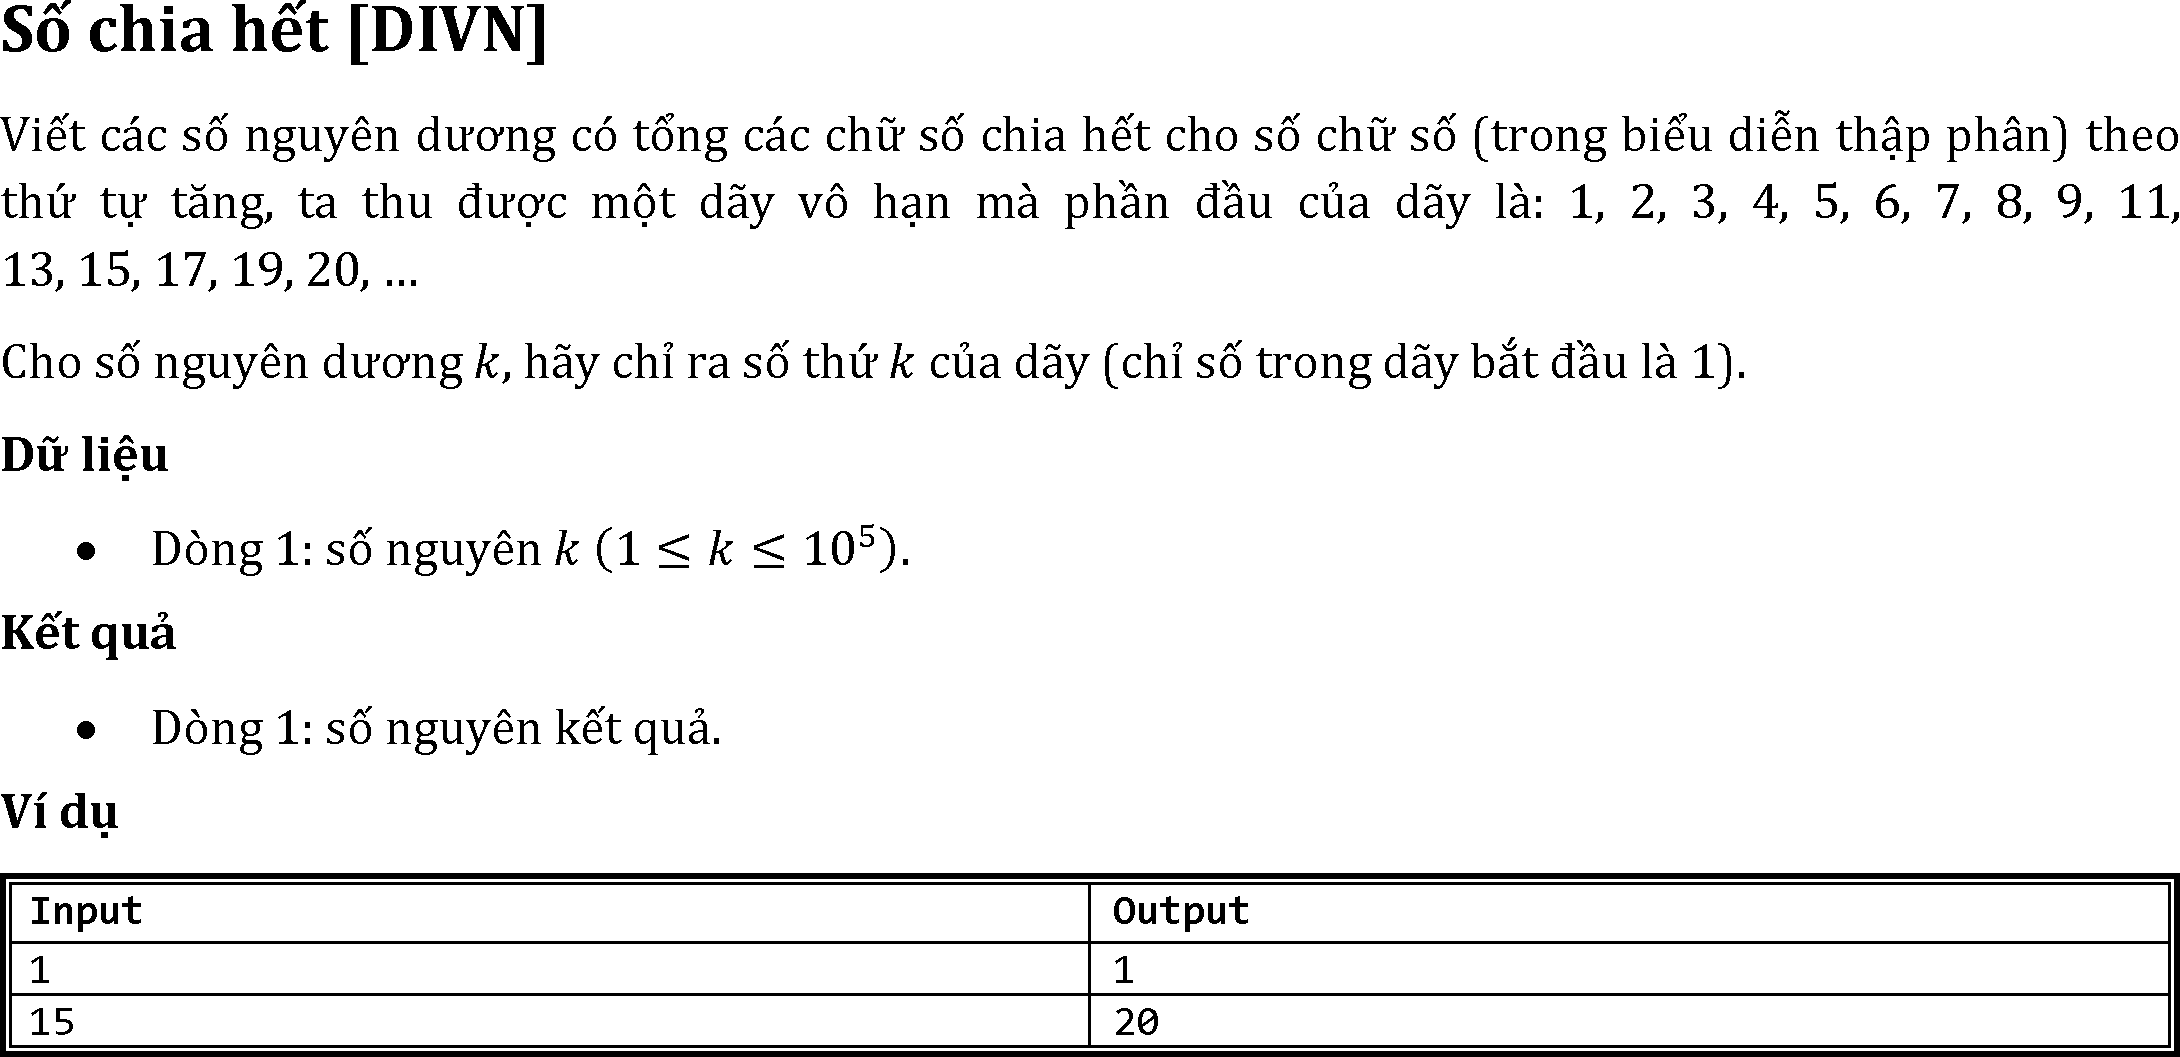 Số chia hết [DIVN]
Viết các số nguyên dương có tổng các chữ số chia hết cho số chữ số (trong biểu diễn thập phân) theo
thứ tự tăng, ta thu được một dãy vô hạn mà phần đầu của dãy là: 1, 2, 3, 4, 5, 6, 7, 8, 9, 11,
13, 15, 17, 19, 20, ...
Cho số nguyên dương k, hãy chỉ ra số thứ k của dãy (chỉ số trong dãy bắt đầu là 1).
Dữ liệu
• Dòng 1: số nguyên k (1 ≤ k ≤ 10⁵).
Kết quả
• Dòng 1: số nguyên kết quả.
Ví dụ
Input Output
1 1
15 20